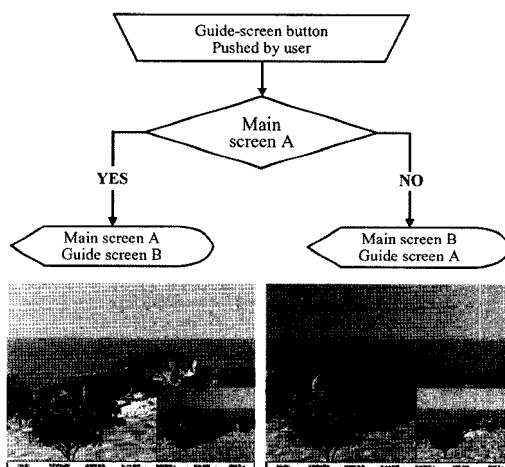 Guide-screen button
Pushed by user
Main
screen A
YES
NO
Main screen A
Guide screen B
Main screen B
Guide screen A